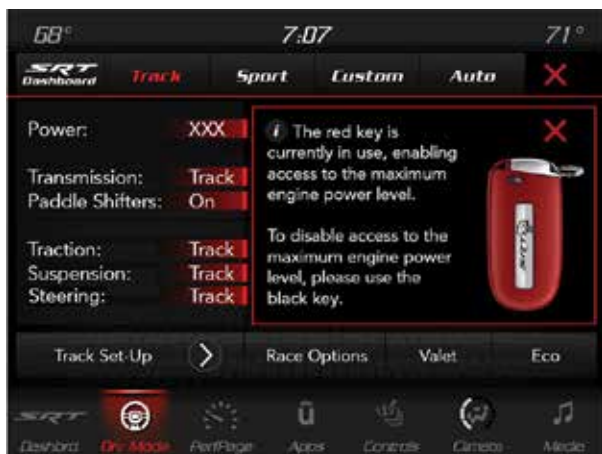 68° 7:07 71°
SRT Dashboard Track Sport Custom Auto X
Power: XXX
Transmission: Track
Paddle Shifters: On
Traction: Track
Suspension: Track
Steering: Track
i The red key is
currently in use, enabling
access to the maximum
engine power level.
To disable access to the
maximum engine power
level, please use the
black key.
Track Set-Up > Race Options Valet Eco
SRT
Dashbord Drv Mode PerfPage Apps Controls Climate Media